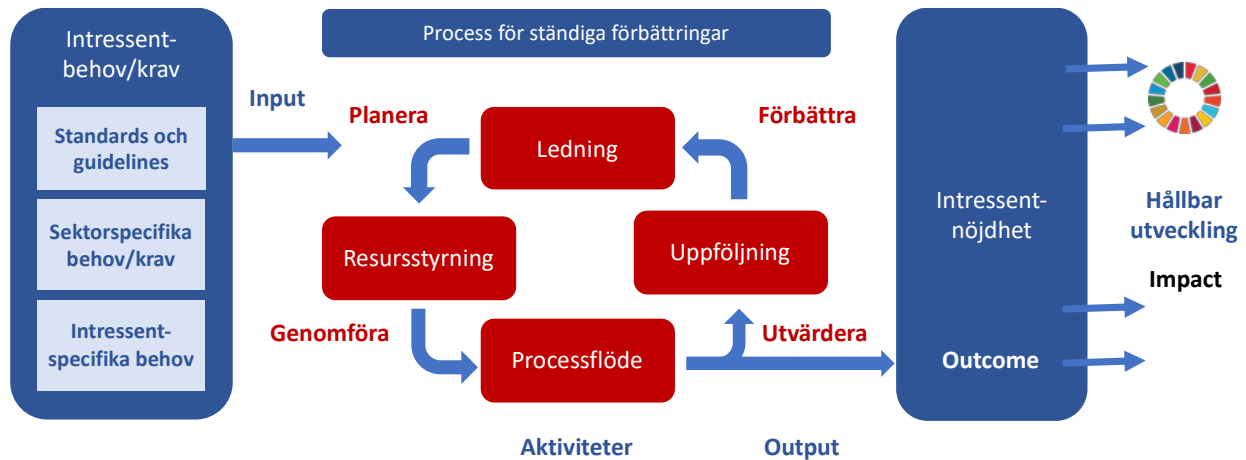 Intressent-
behov/krav
Standards och
guidelines
Sektorspecifika
behov/krav
Intressent-
specifika behov
Input
Process för ständiga förbättringar
Planera
Förbättra
Ledning
Resursstyrning
Uppföljning
Genomföra
Utvärdera
Processflöde
Aktiviteter
Output
Intressent-
nöjdhet
Outcome
Hållbar
utveckling
Impact